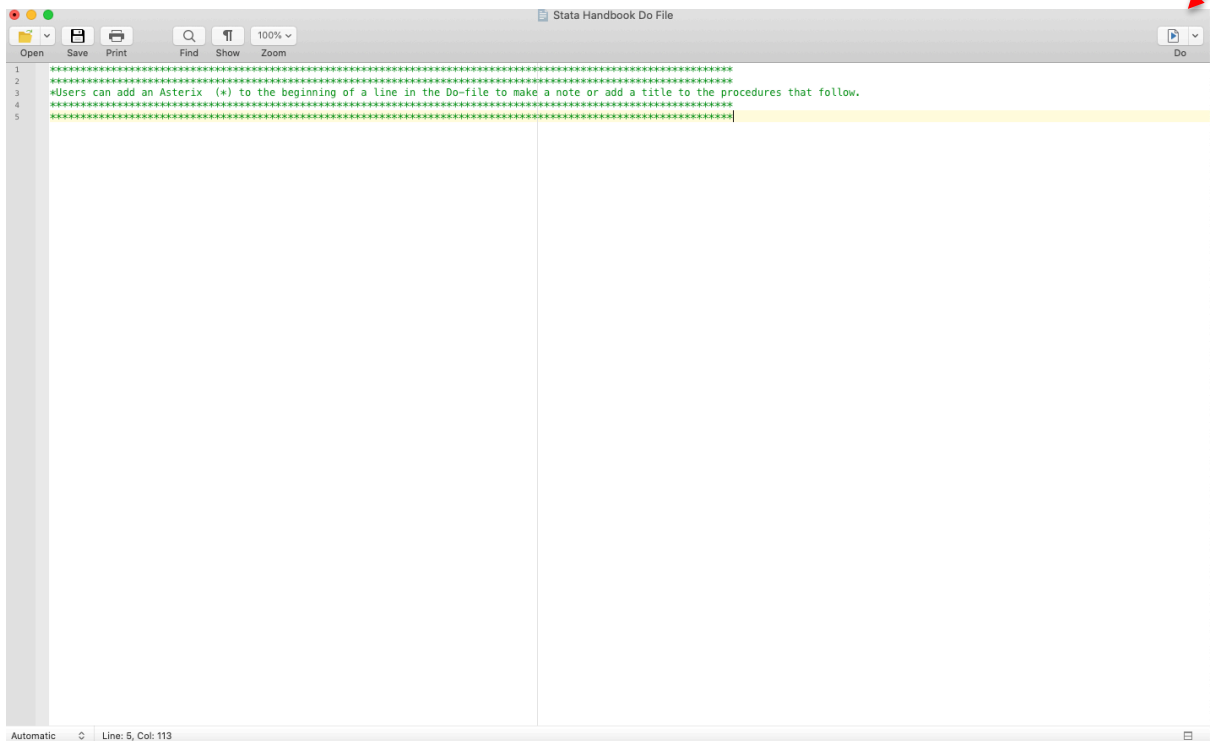 Stata Handbook Do File
100%
Open Save Print Find Show Zoom Do
1 ****************************************************************************************************************
2 ****************************************************************************************************************
3 *Users can add an Asterix  (*) to the beginning of a line in the Do-file to make a note or add a title to the procedures that follow.
4 ****************************************************************************************************************
5 ****************************************************************************************************************
Automatic Line: 5, Col: 113